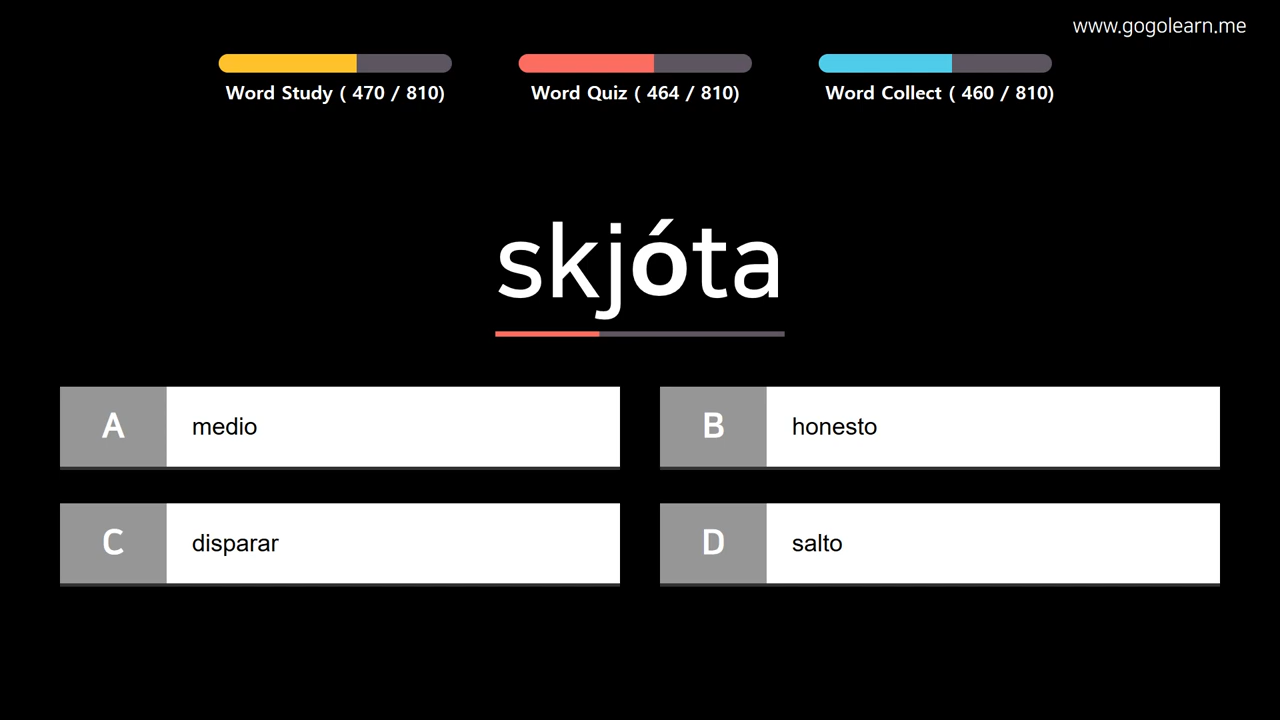 www.gogolearn.me
Word Study ( 470 / 810)
Word Quiz ( 464 / 810)
Word Collect ( 460 / 810)
skjóta
A medio
B honesto
C disparar
D salto